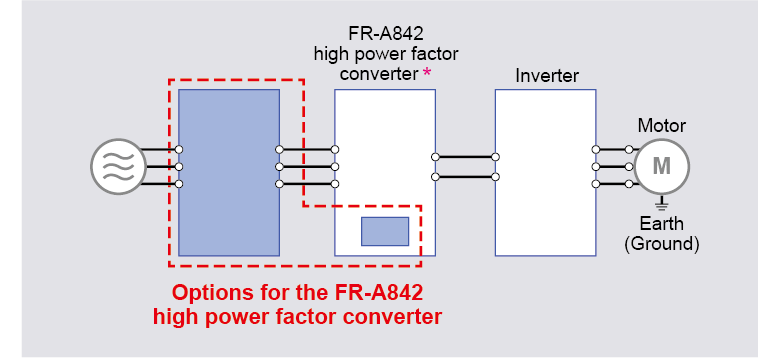 FR-A842
high power factor
converter *
Inverter
Motor
M
Earth
(Ground)
Options for the FR-A842
high power factor converter